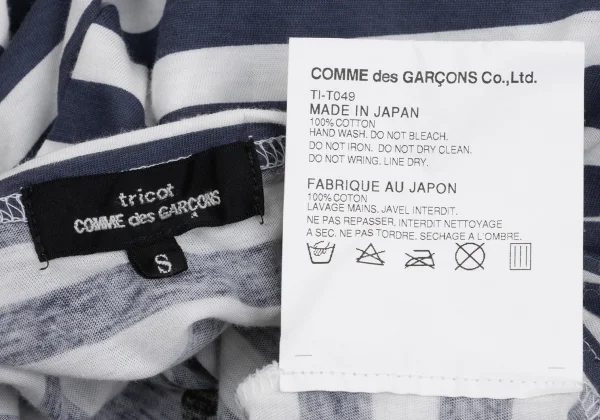 tricot
COMME des GARÇONS
S
COMME des GARÇONS Co.,Ltd.
TI-T049
MADE IN JAPAN
100% COTTON
HAND WASH. DO NOT BLEACH.
DO NOT IRON. DO NOT DRY CLEAN.
DO NOT WRING. LINE DRY.
FABRIQUE AU JAPON
100% COTON
LAVAGE MAINS. JAVEL INTERDIT.
NE PAS REPASSER. INTERDIT NETTOYAGE
A SEC. NE PAS TORDRE. SECHAGE A L'OMBRE.